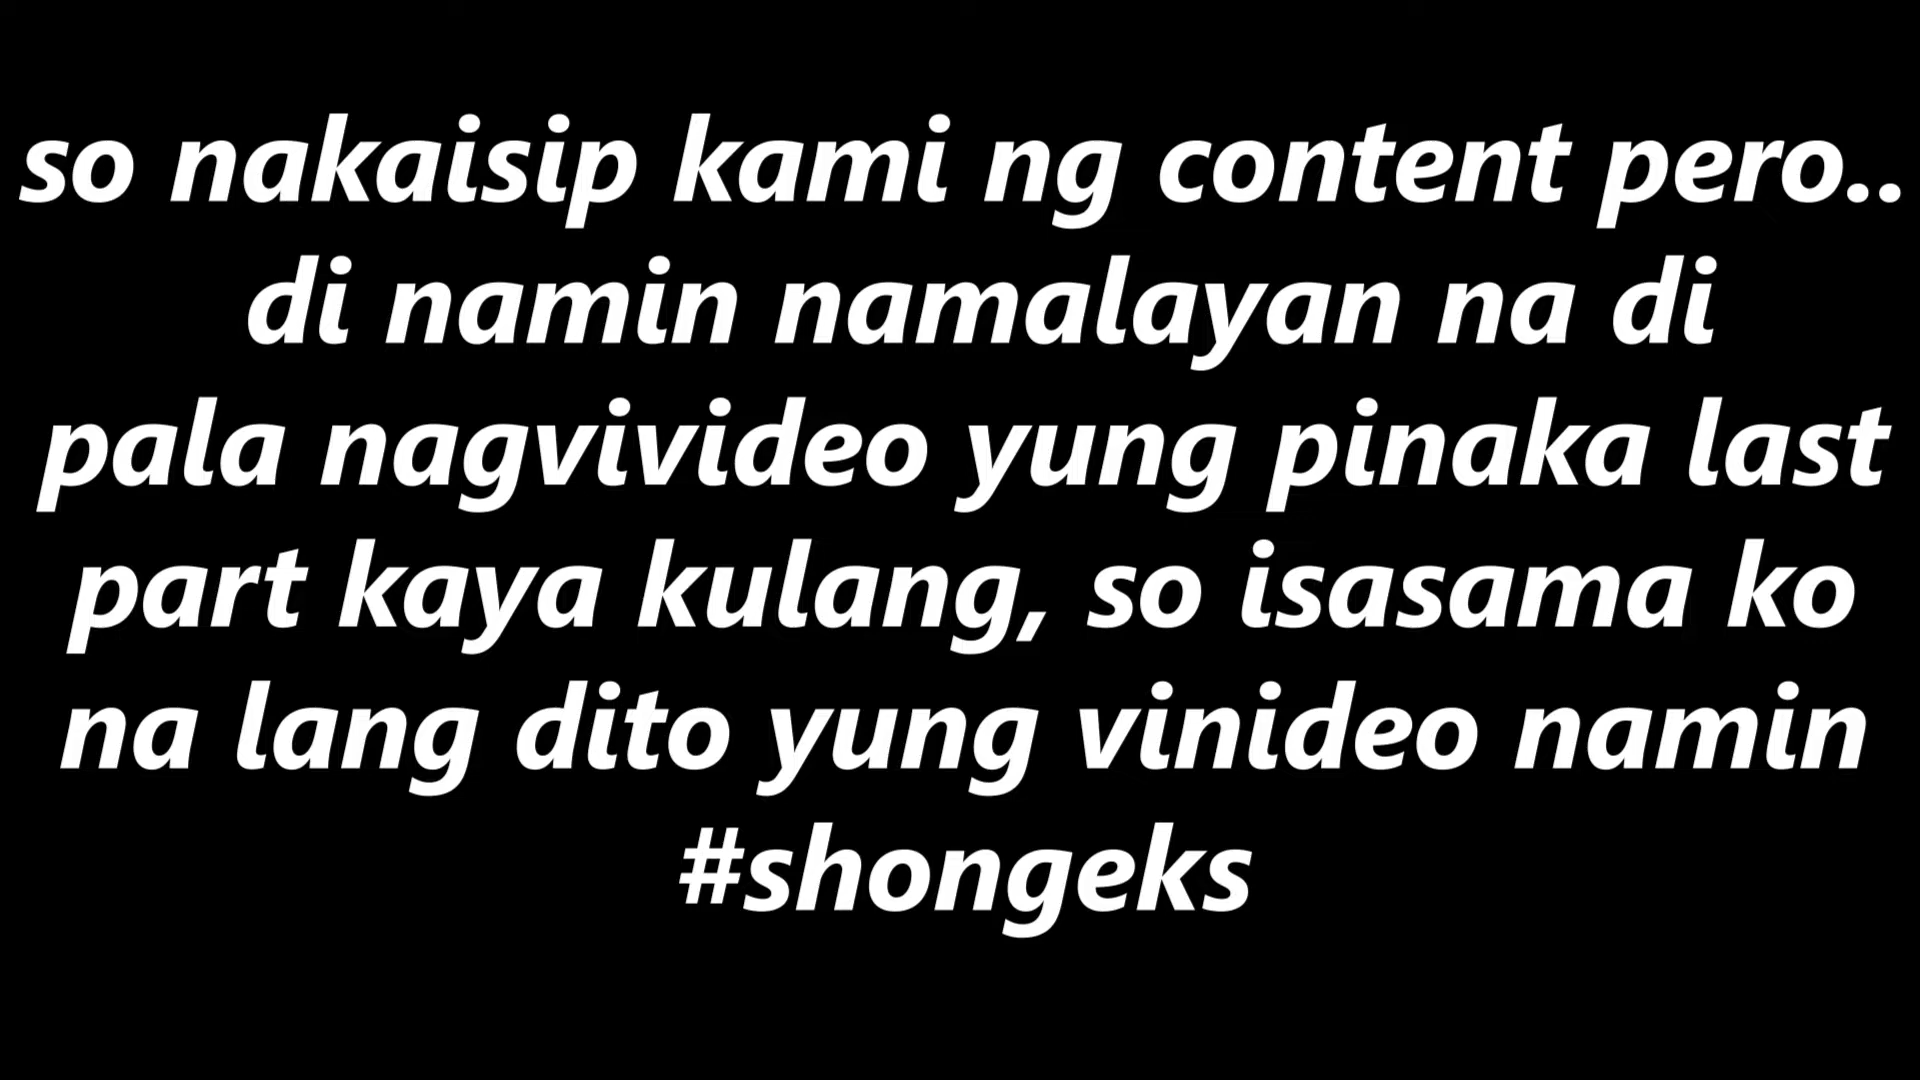 so nakaisip kami ng content pero..
di namin namalayan na di
pala nagvivideo yung pinaka last
part kaya kulang, so isasama ko
na lang dito yung vinideo namin
#shongeks